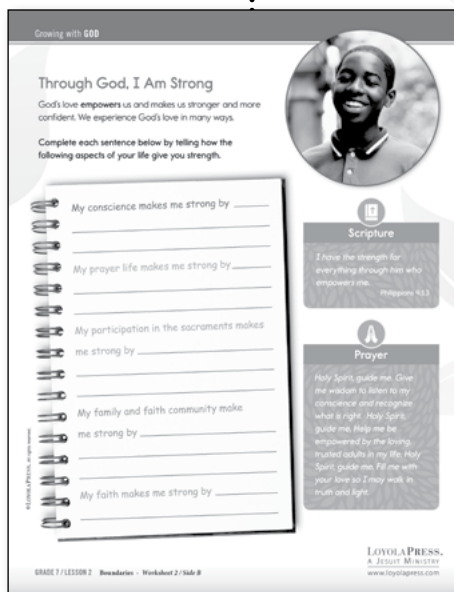 Growing with GOD
Through God, I Am Strong
God's love empowers us and makes us stronger and more
confident. We experience God's love in many ways.
Complete each sentence below by telling how the
following aspects of your life give you strength.
My conscience makes me strong by
My prayer life makes me strong by
My participation in the sacraments makes
me strong by
My family and faith community make
me strong by
My faith makes me strong by
Scripture
I have the strength for
everything through him who
empowers me.
Philippians 4:13
Prayer
Holy Spirit, guide me. Give
me wisdom to listen to my
conscience and recognize
what is right. Holy Spirit,
guide me. Help me be
empowered by the loving,
trusted adults in my life. Holy
Spirit, guide me. Fill me with
your love so I may walk in
truth and light.
© LOYOLAPRESS. All rights reserved.
GRADE 7 / LESSON 2 Boundaries - Worksheet 2 / Side B
LOYOLAPRESS.
A JESUIT MINISTRY
www.loyolapress.com